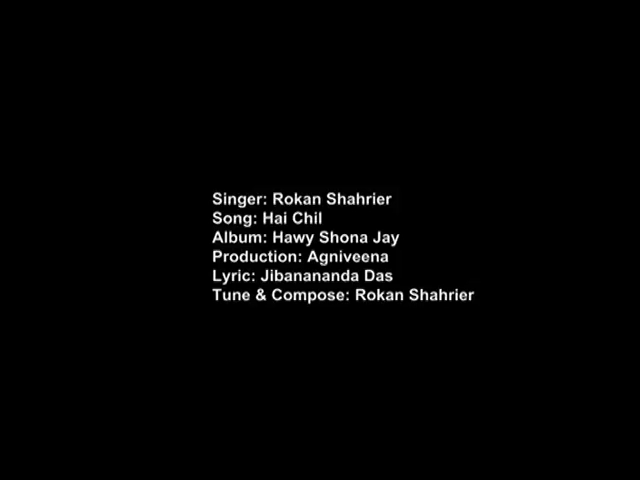 Singer: Rokan Shahrier
Song: Hai Chil
Album: Hawy Shona Jay
Production: Agniveena
Lyric: Jibanananda Das
Tune & Compose: Rokan Shahrier